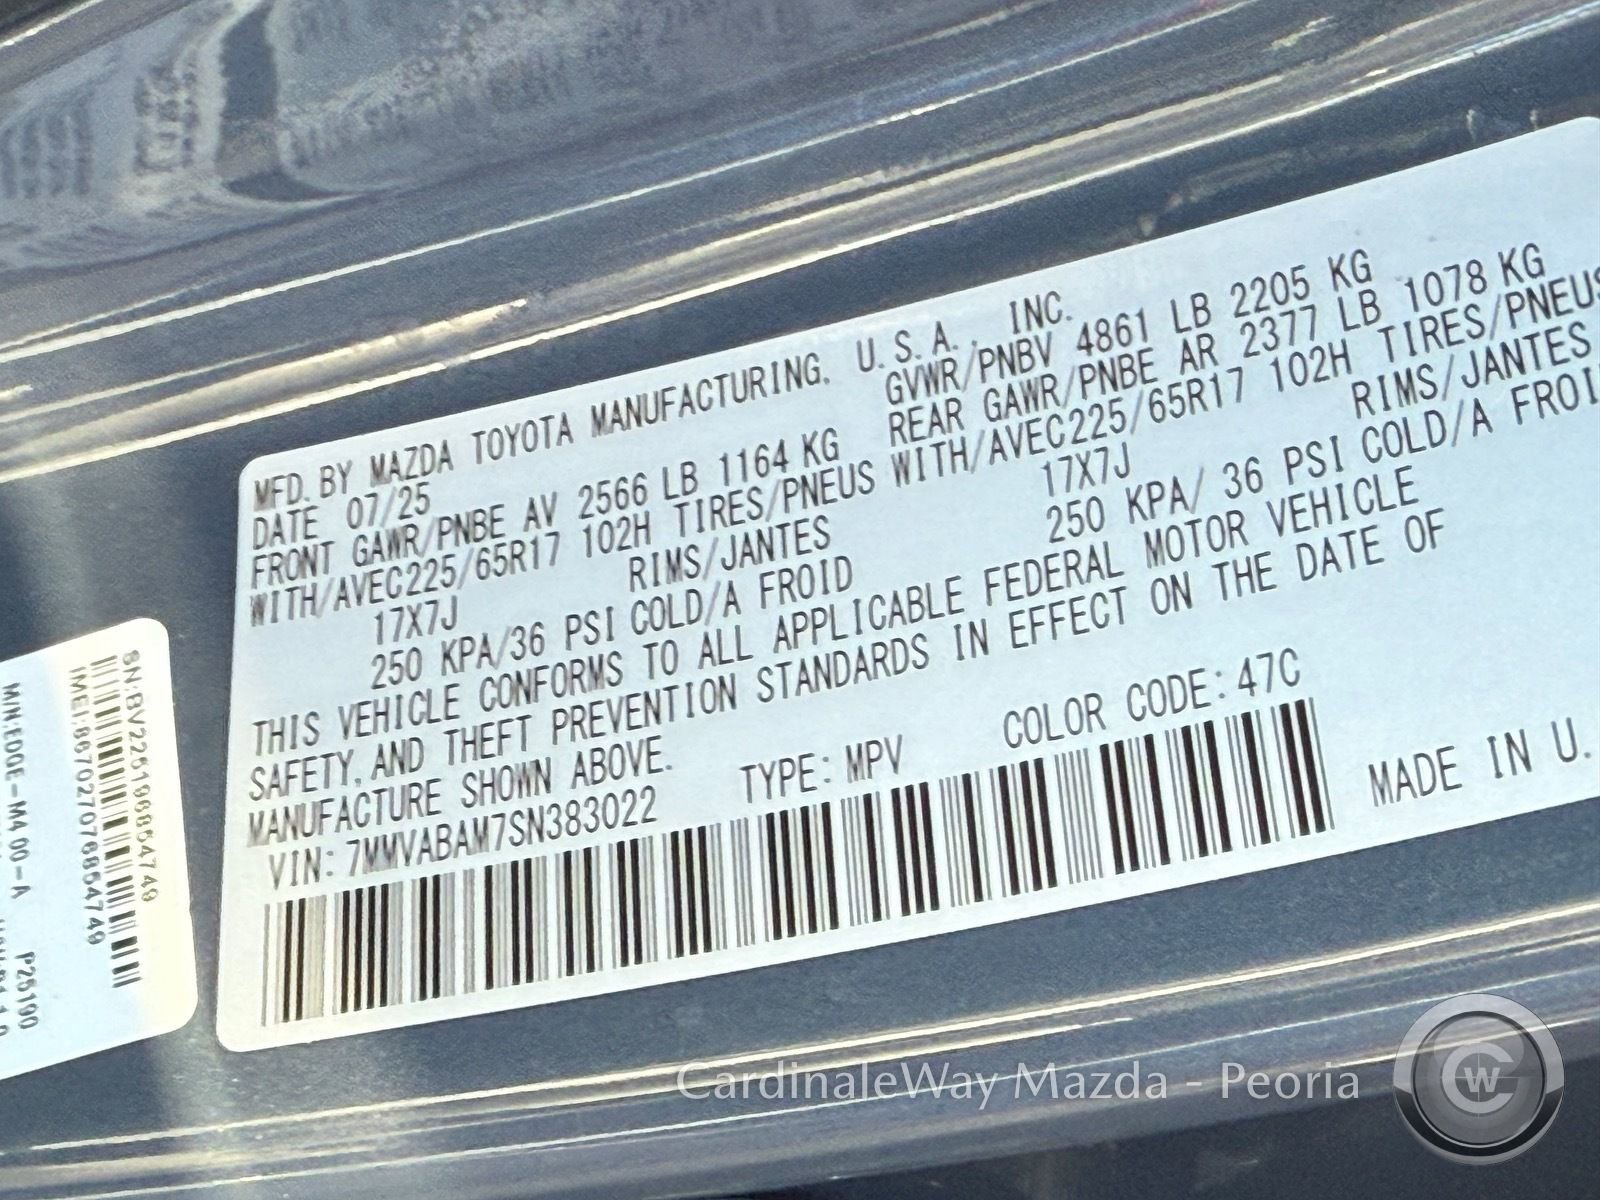 MFD. BY MAZDA TOYOTA MANUFACTURING, U.S.A., INC.
DATE 07/25 GVWR/PNBV 4861 LB 2205 KG
FRONT GAWR/PNBE AV 2566 LB 1164 KG REAR GAWR/PNBE AR 2377 LB 1078 KG
WITH/AVEC225/65R17 102H TIRES/PNEUS WITH/AVEC225/65R17 102H TIRES/PNEUS
17X7J RIMS/JANTES 17X7J RIMS/JANTES
250 KPA/36 PSI COLD/A FROID 250 KPA/ 36 PSI COLD/A FROI
THIS VEHICLE CONFORMS TO ALL APPLICABLE FEDERAL MOTOR VEHICLE
SAFETY, AND THEFT PREVENTION STANDARDS IN EFFECT ON THE DATE OF
MANUFACTURE SHOWN ABOVE.
VIN: 7MMVABAM7SN383022 TYPE: MPV COLOR CODE: 47C
MADE IN U.
SN:BV22519685474​9
IMEI:867027076854749
P25190
CardinaleWay Mazda - Peoria
CW